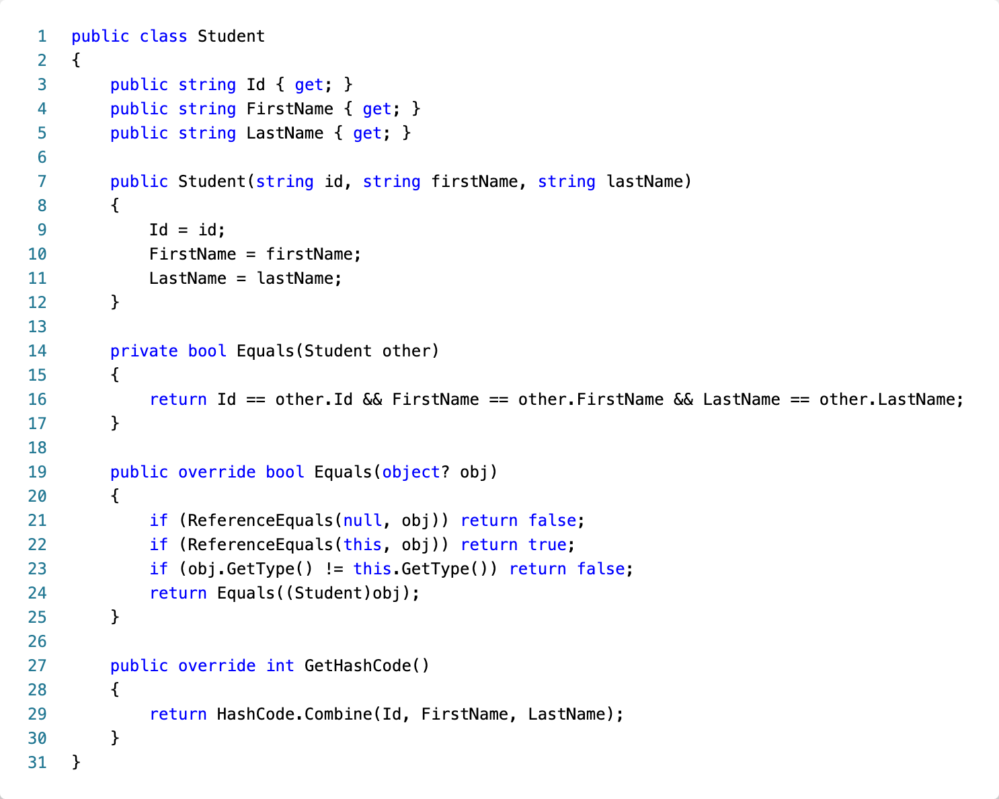 1 public class Student
2 {
3     public string Id { get; }
4     public string FirstName { get; }
5     public string LastName { get; }
6
7     public Student(string id, string firstName, string lastName)
8     {
9         Id = id;
10         FirstName = firstName;
11         LastName = lastName;
12     }
13
14     private bool Equals(Student other)
15     {
16         return Id == other.Id && FirstName == other.FirstName && LastName == other.LastName;
17     }
18
19     public override bool Equals(object? obj)
20     {
21         if (ReferenceEquals(null, obj)) return false;
22         if (ReferenceEquals(this, obj)) return true;
23         if (obj.GetType() != this.GetType()) return false;
24         return Equals((Student)obj);
25     }
26
27     public override int GetHashCode()
28     {
29         return HashCode.Combine(Id, FirstName, LastName);
30     }
31 }